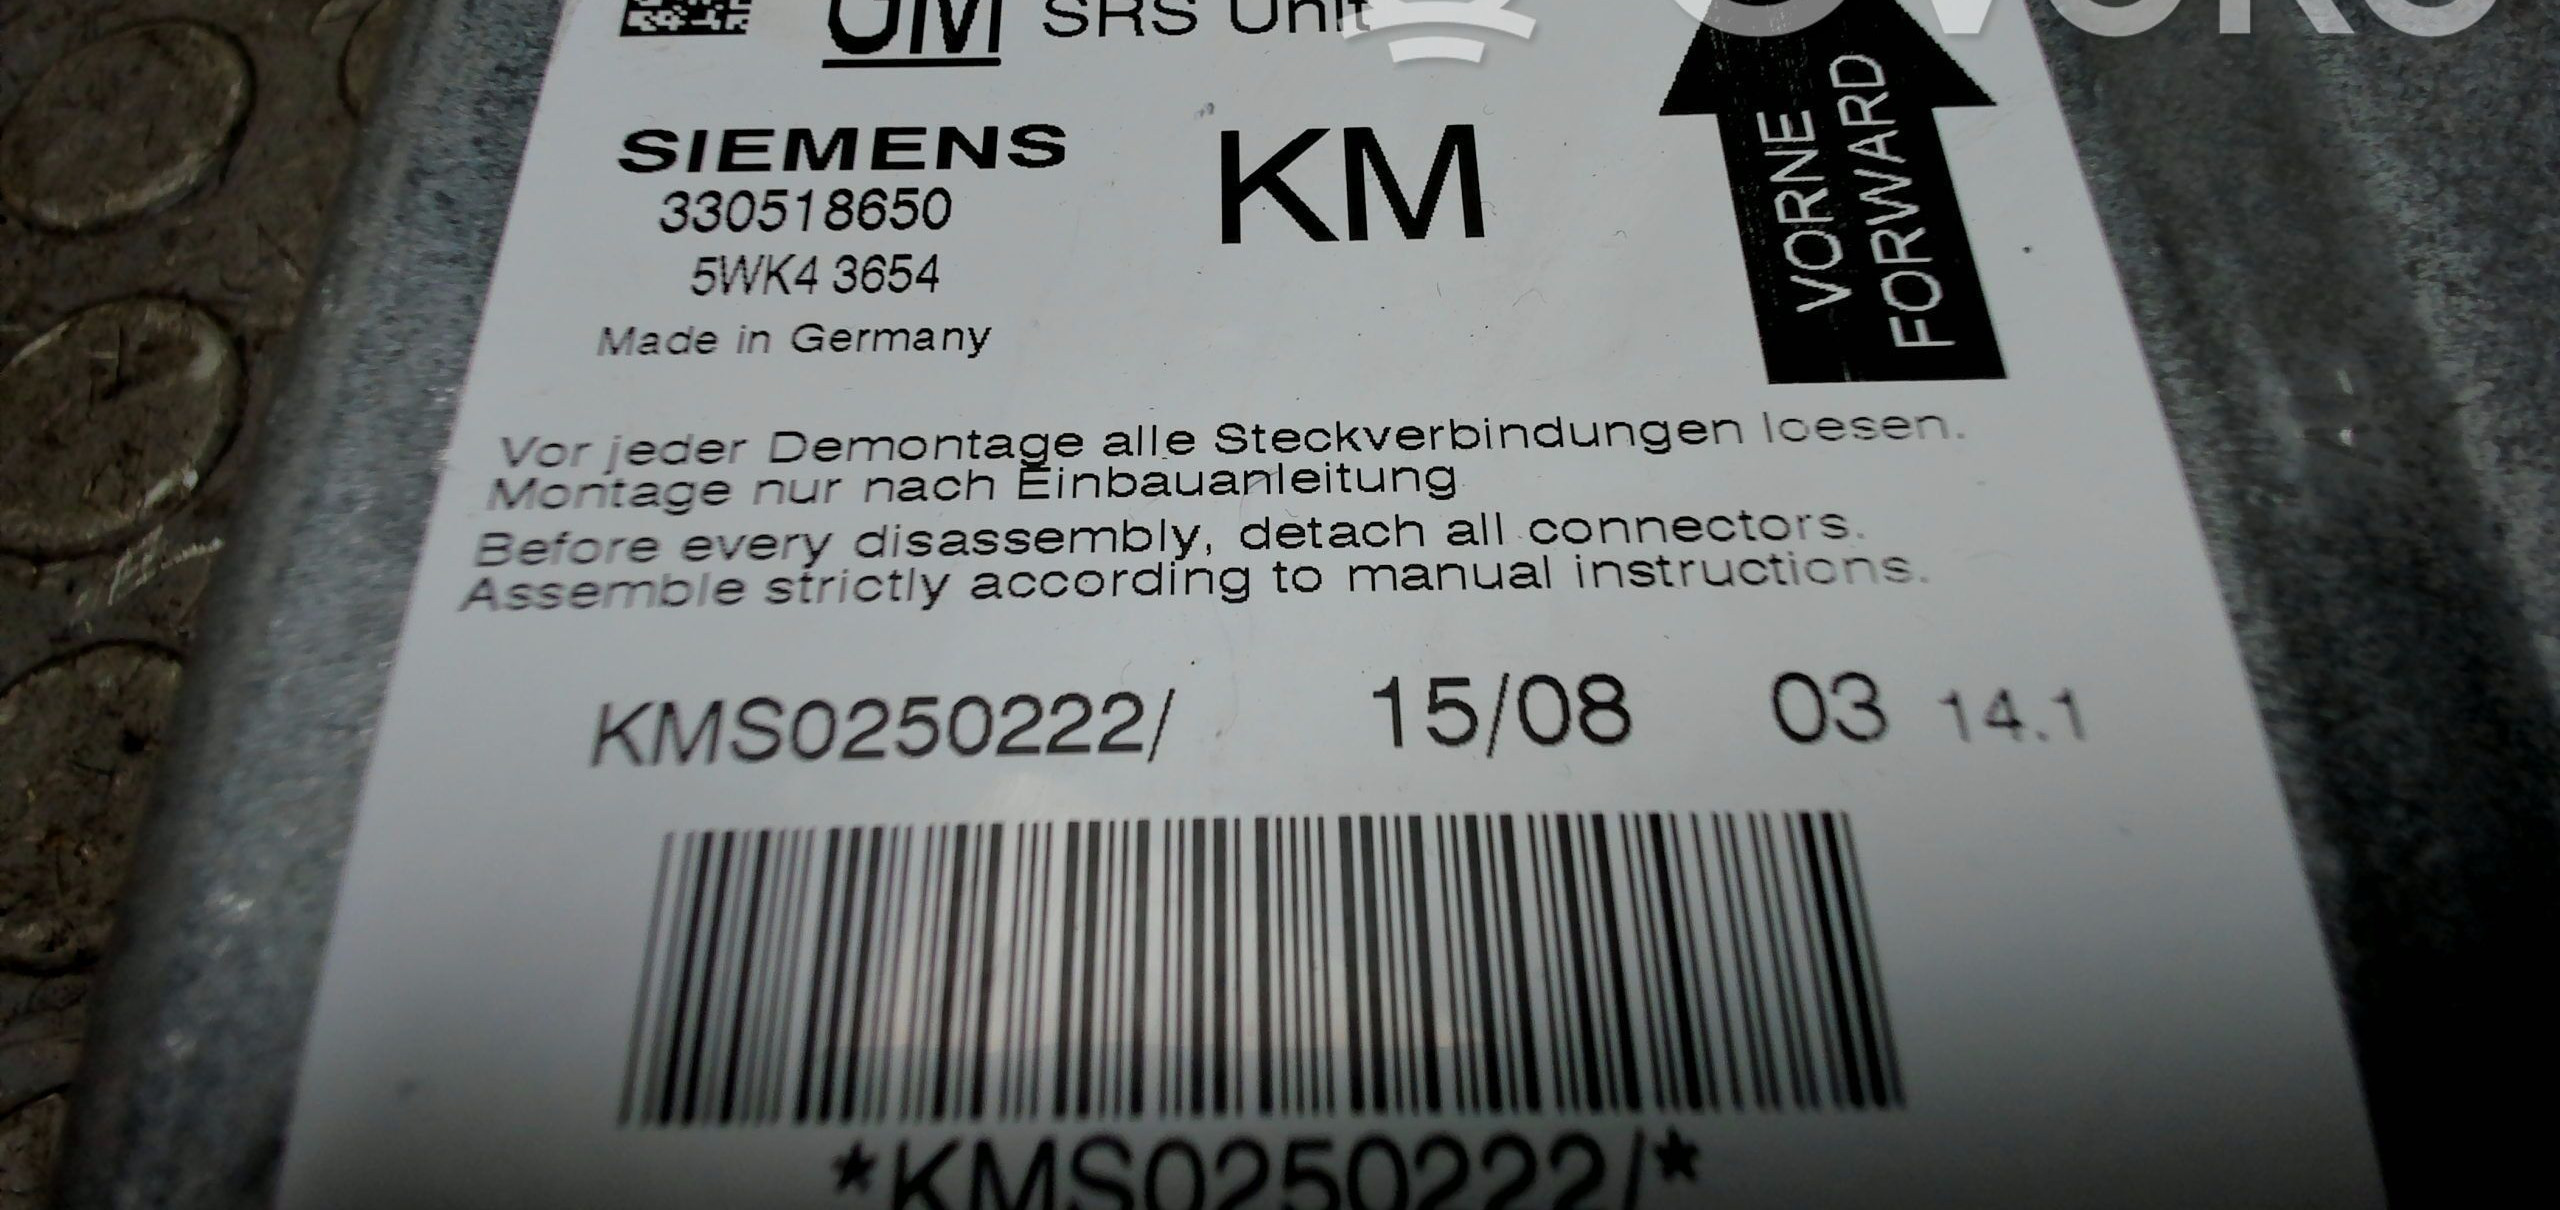 GM SRS Unit
SIEMENS
330518650
5WK4 3654
Made in Germany
KM
VORNE
FORWARD
Vor jeder Demontage alle Steckverbindungen loesen.
Montage nur nach Einbauanleitung
Before every disassembly, detach all connectors.
Assemble strictly according to manual instructions.
KMS0250222/ 15/08 03 14.1
*KMS0250222/*